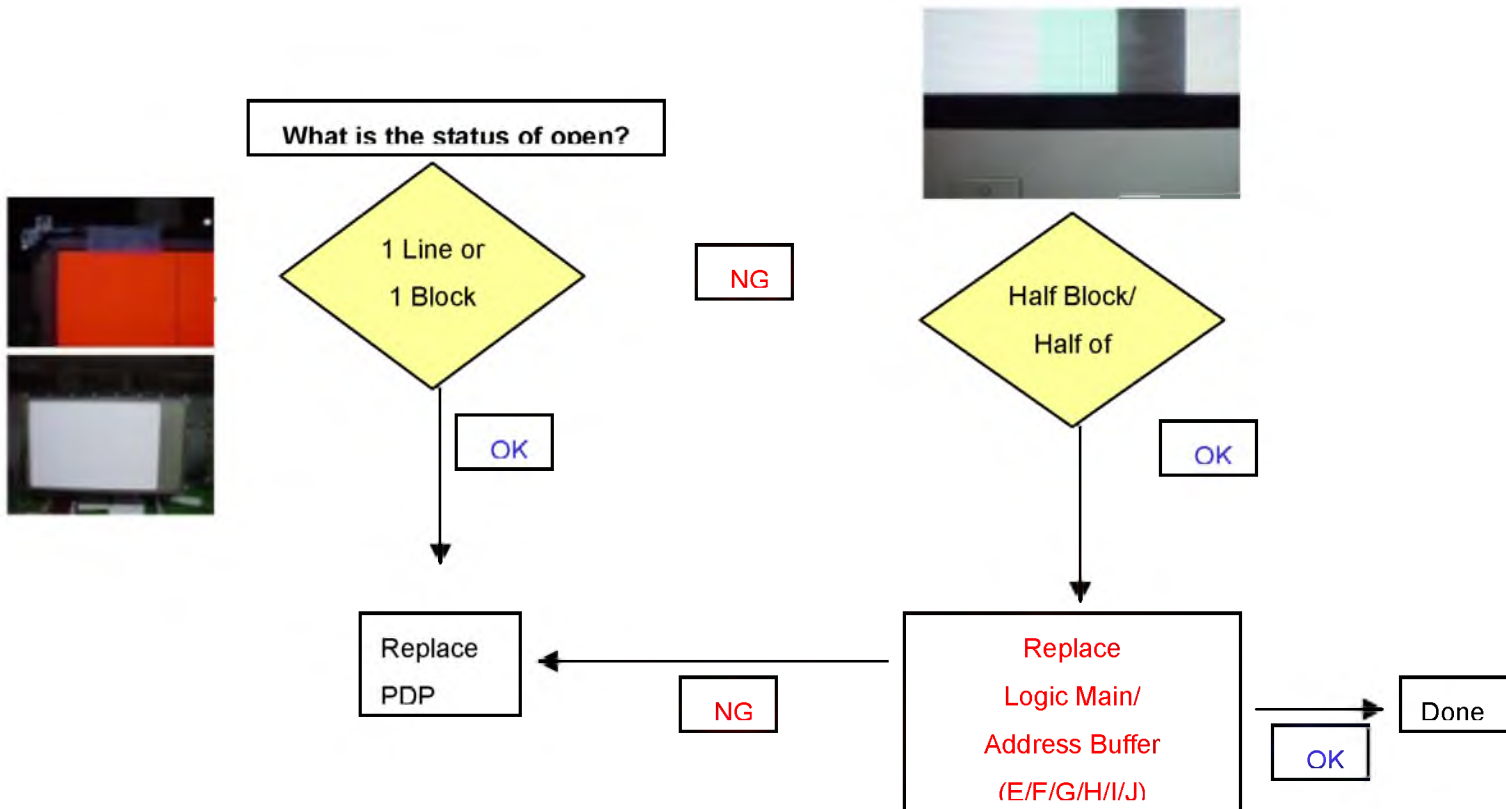 What is the status of open?
1 Line or
1 Block
NG
Half Block/
Half of
OK
OK
Replace
PDP
NG
Replace
Logic Main/
Address Buffer
(E/F/G/H/I/J)
Done
OK